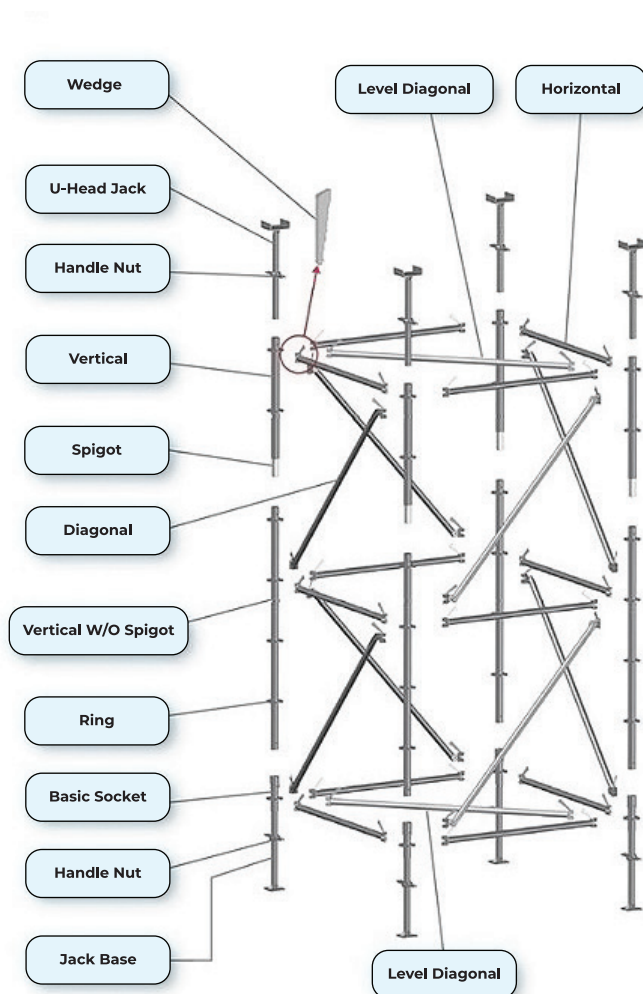 Wedge
Level Diagonal
Horizontal
U-Head Jack
Handle Nut
Vertical
Spigot
Diagonal
Vertical W/O Spigot
Ring
Basic Socket
Handle Nut
Jack Base
Level Diagonal